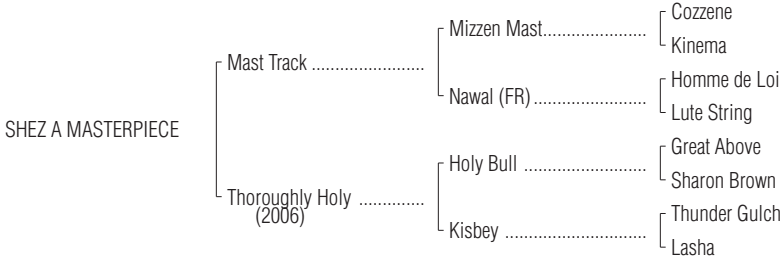 Cozzene
Mizzen Mast......................
Kinema
Mast Track .......................
Homme de Loi
Nawal (FR).......................
Lute String
SHEZ A MASTERPIECE
Great Above
Holy Bull .........................
Sharon Brown
Thoroughly Holy ..............
(2006)
Thunder Gulch
Kisbey .............................
Lasha